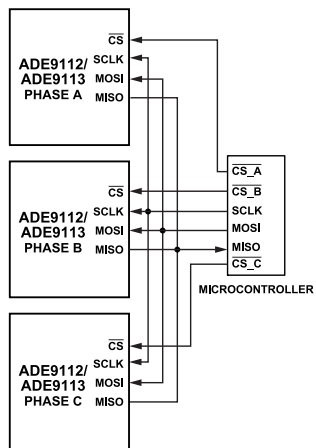 CS
SCLK
MOSI
MISO
ADE9112/
ADE9113
PHASE A
CS
SCLK
MOSI
MISO
ADE9112/
ADE9113
PHASE B
CS_A
CS_B
SCLK
MOSI
MISO
CS_C
MICROCONTROLLER
CS
SCLK
MOSI
MISO
ADE9112/
ADE9113
PHASE C